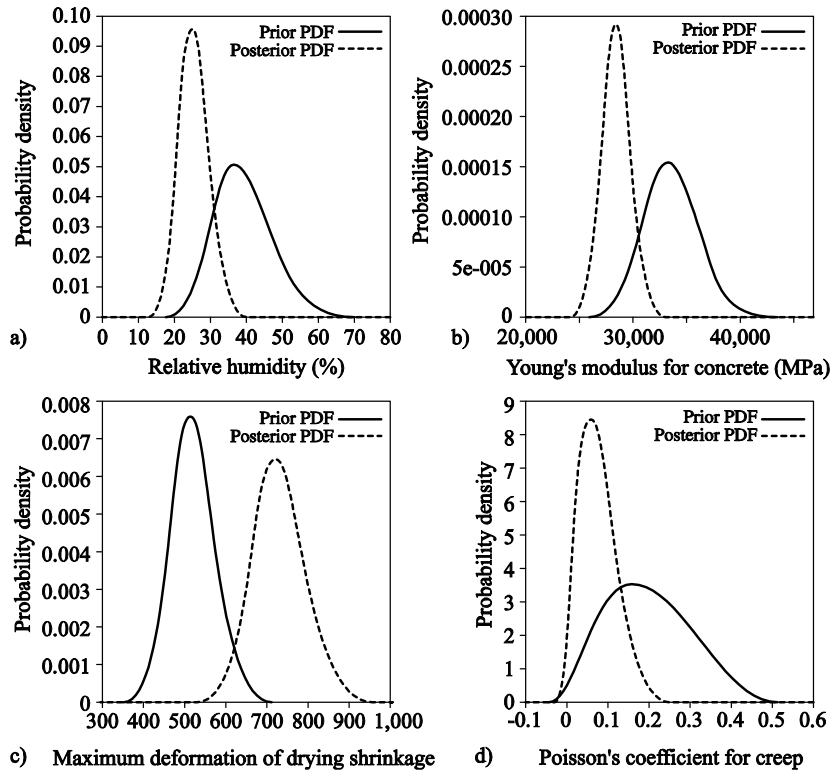 0.10
0.09
0.08
0.07
0.06
0.05
0.04
0.03
0.02
0.01
0
Probability density
Prior PDF
Posterior PDF
0 10 20 30 40 50 60 70 80
a) Relative humidity (%)
0.00030
0.00025
0.00020
0.00015
0.00010
5e-005
0
Probability density
Prior PDF
Posterior PDF
20,000 30,000 40,000
b) Young's modulus for concrete (MPa)
0.008
0.007
0.006
0.005
0.004
0.003
0.002
0.001
0
Probability density
Prior PDF
Posterior PDF
300 400 500 600 700 800 900 1,000
c) Maximum deformation of drying shrinkage
9
8
7
6
5
4
3
2
1
0
Probability density
Prior PDF
Posterior PDF
-0.1 0 0.1 0.2 0.3 0.4 0.5 0.6
d) Poisson's coefficient for creep